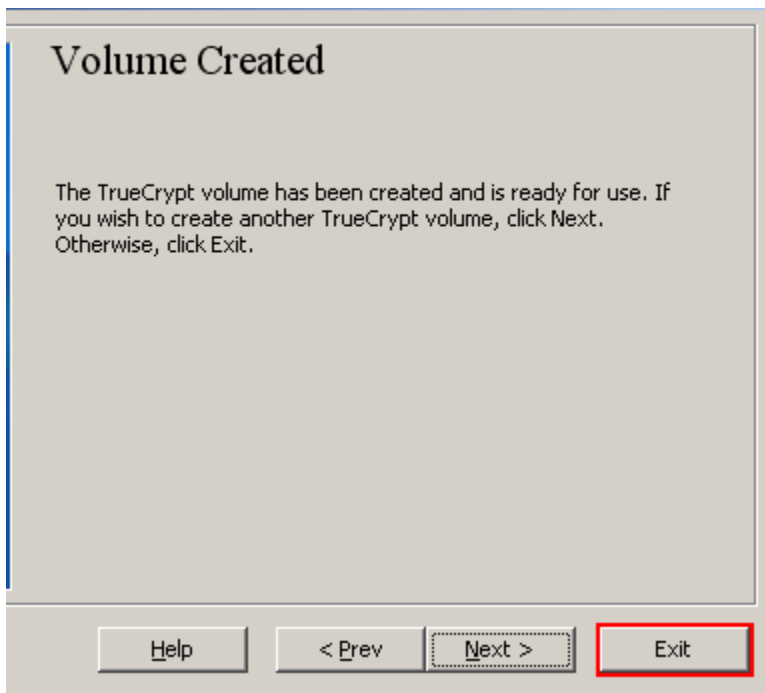 Volume Created
The TrueCrypt volume has been created and is ready for use. If
you wish to create another TrueCrypt volume, click Next.
Otherwise, click Exit.
Help
< Prev
Next >
Exit